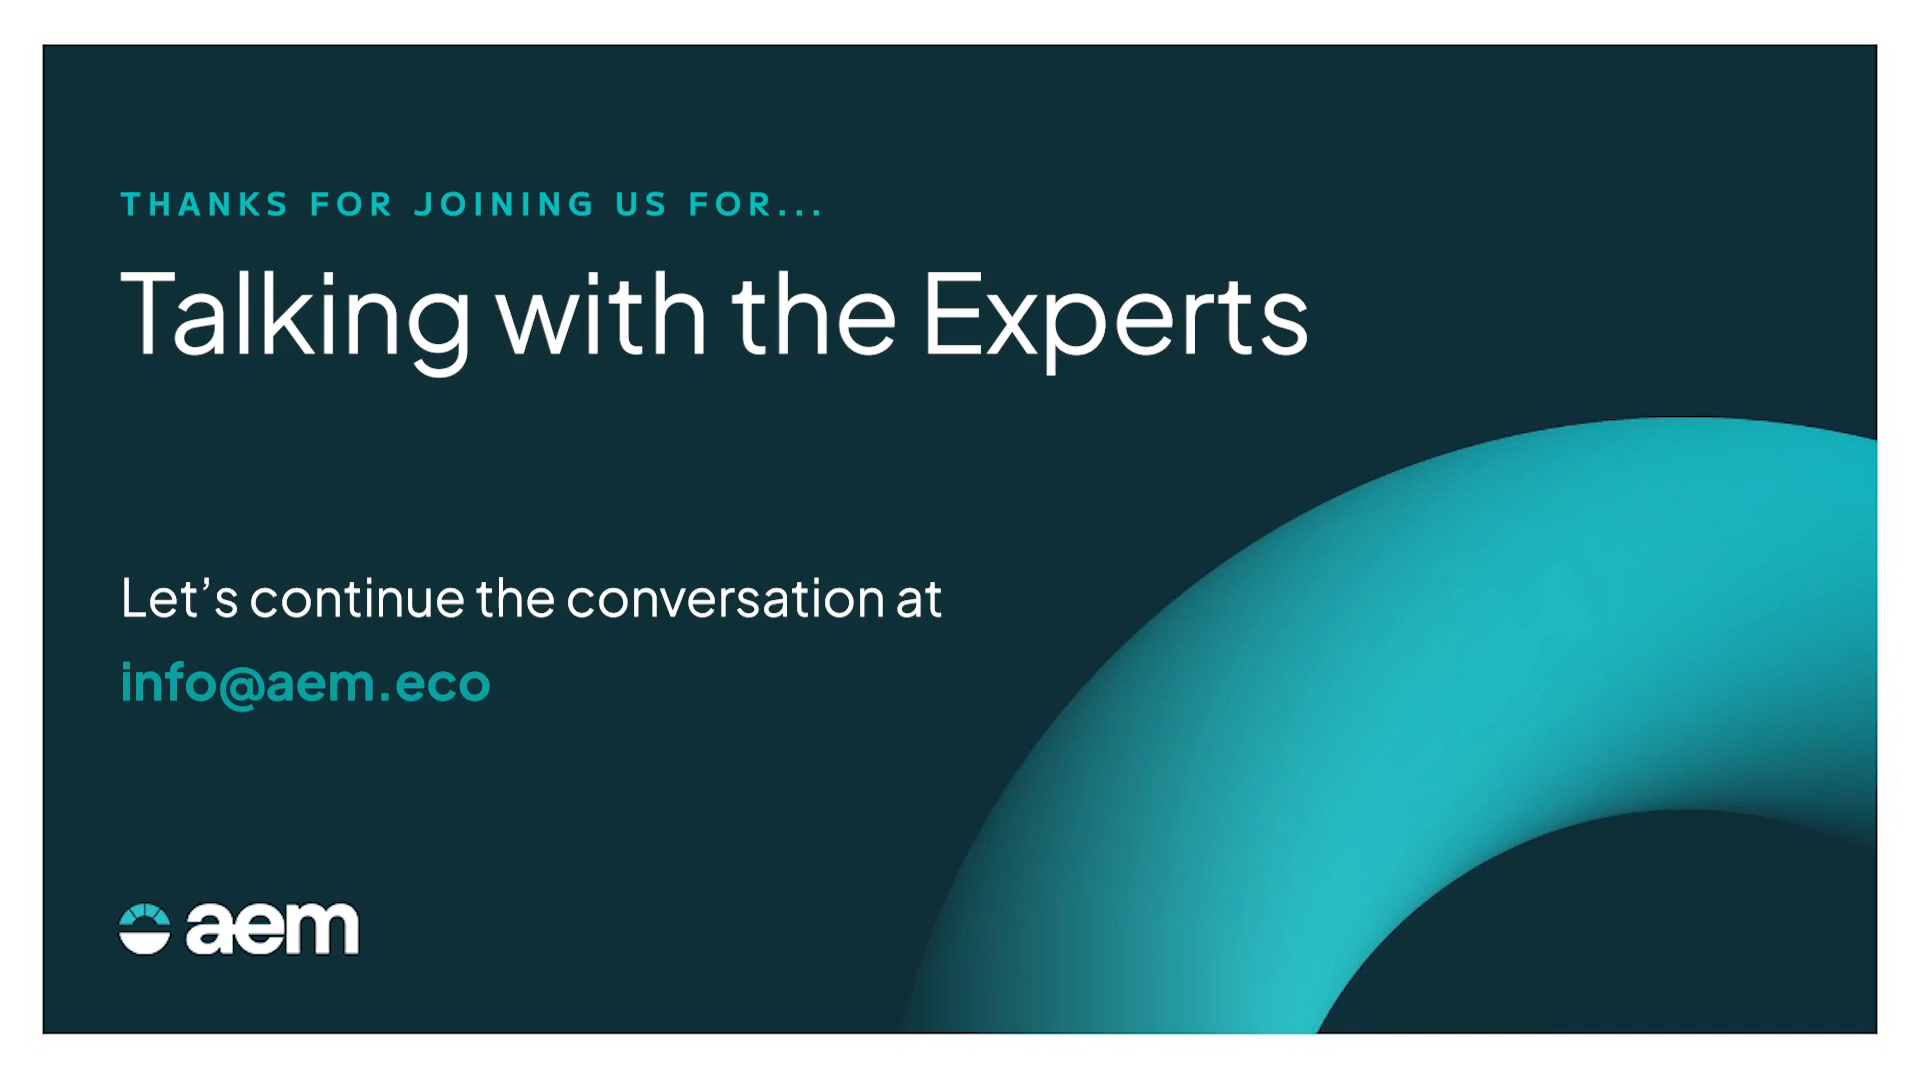 THANKS FOR JOINING US FOR...
Talking with the Experts
Let’s continue the conversation at
info@aem.eco
aem